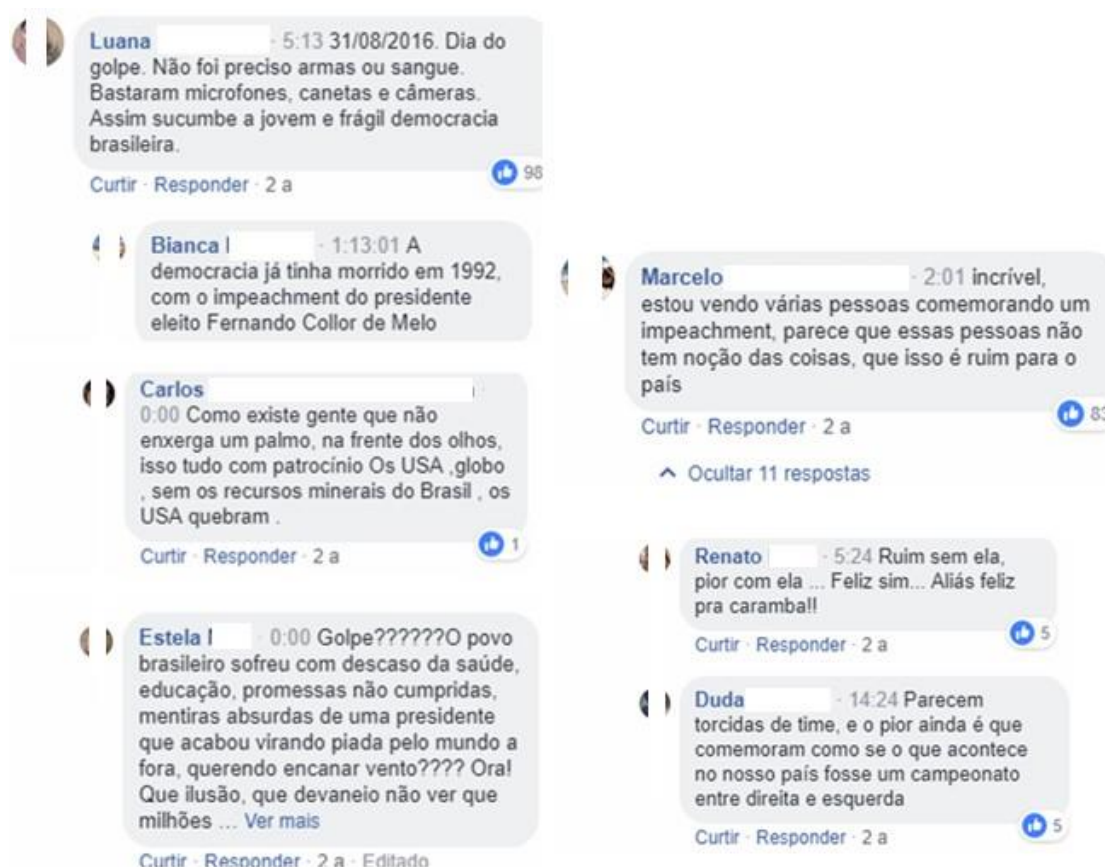 Luana · 5:13 31/08/2016. Dia do
golpe. Não foi preciso armas ou sangue.
Bastaram microfones, canetas e câmeras.
Assim sucumbe a jovem e frágil democracia
brasileira.
98
Curtir · Responder · 2 a
Bianca · 1:13:01 A
democracia já tinha morrido em 1992,
com o impeachment do presidente
eleito Fernando Collor de Melo
Carlos
0:00 Como existe gente que não
enxerga um palmo, na frente dos olhos,
isso tudo com patrocínio Os USA ,globo
, sem os recursos minerais do Brasil , os
USA quebram .
1
Curtir · Responder · 2 a
Estela · 0:00 Golpe??????O povo
brasileiro sofreu com descaso da saúde,
educação, promessas não cumpridas,
mentiras absurdas de uma presidente
que acabou virando piada pelo mundo a
fora, querendo encanar vento???? Ora!
Que ilusão, que devaneio não ver que
milhões ... Ver mais
Curtir · Responder · 2 a · Editado
Marcelo · 2:01 incrível,
estou vendo várias pessoas comemorando um
impeachment, parece que essas pessoas não
tem noção das coisas, que isso é ruim para o
país
83
Curtir · Responder · 2 a
Ocultar 11 respostas
Renato · 5:24 Ruim sem ela,
pior com ela ... Feliz sim... Aliás feliz
pra caramba!!
5
Curtir · Responder · 2 a
Duda · 14:24 Parecem
torcidas de time, e o pior ainda é que
comemoram como se o que acontece
no nosso país fosse um campeonato
entre direita e esquerda
5
Curtir · Responder · 2 a